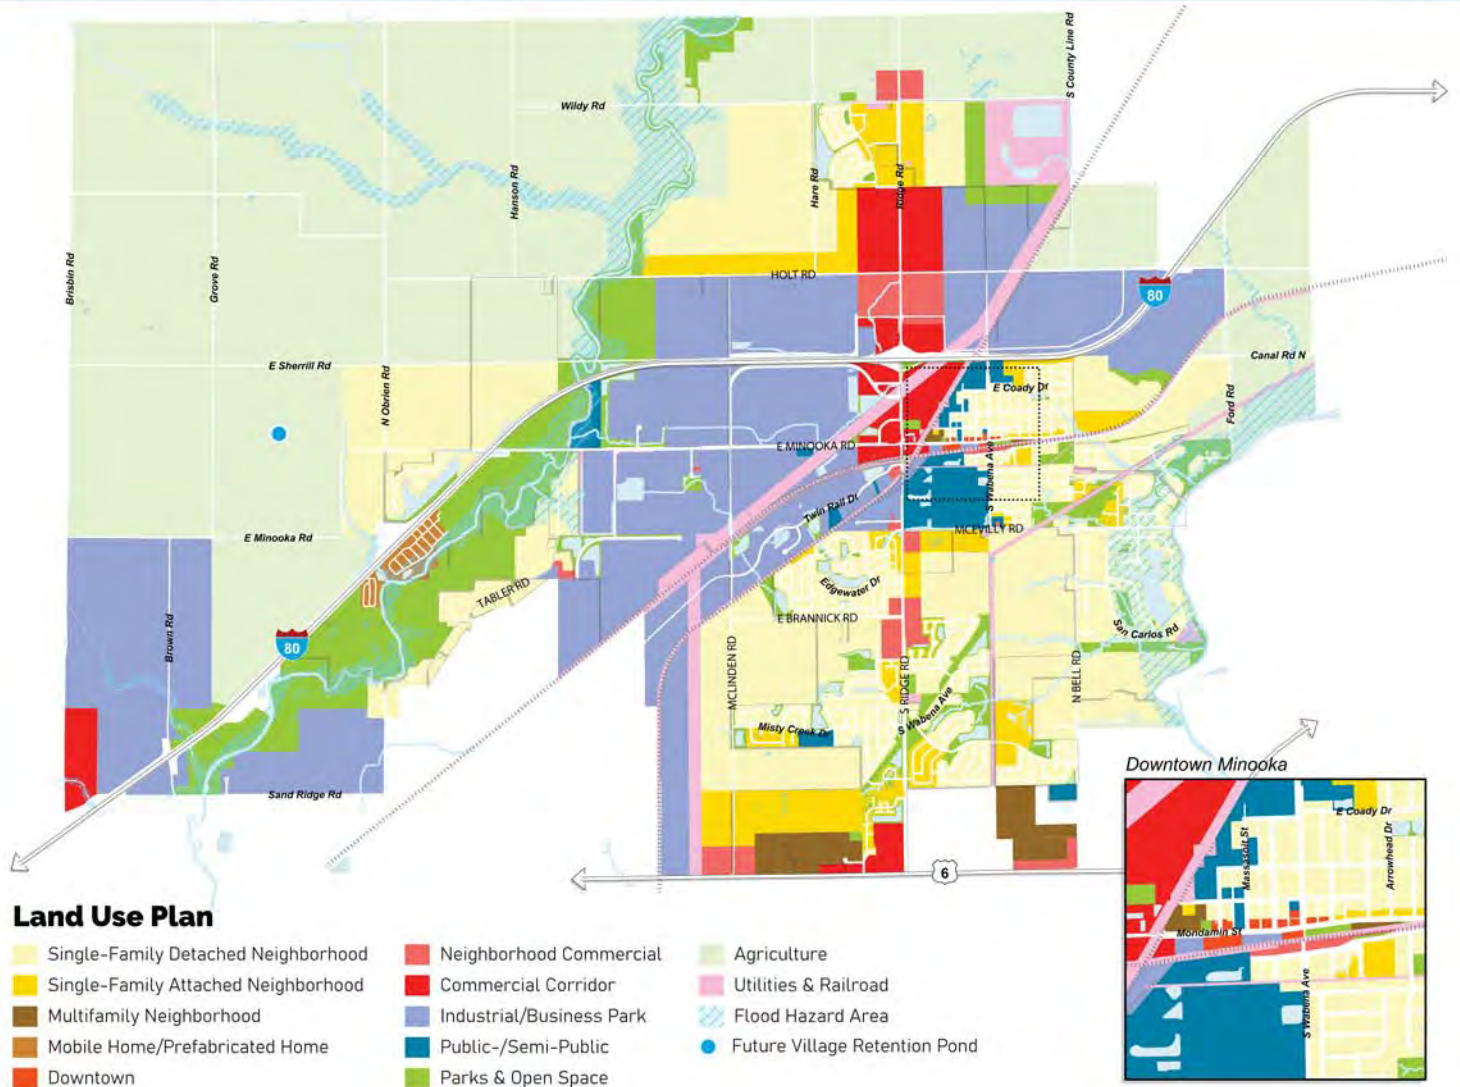 S County Line Rd
Wildy Rd
Hanson Rd
Hare Rd
Ridge Rd
Brisbin Rd
Grove Rd
HOLT RD
80
E Sherrill Rd
N Obrien Rd
Canal Rd N
E Coady Dr
Ford Rd
E MINOOKA RD
S Wabena Ave
Twin Rail Dr
MCEVILLY RD
E Minooka Rd
TABLER RD
Edgewater Dr
E BRANNICK RD
Brown Rd
80
San Carlos Rd
MCLINDEN RD
S RIDGE RD
N BELL RD
S Wabena Ave
Misty Creek Dr
Sand Ridge Rd
6
Downtown Minooka
E Coady Dr
Massasoit St
Arrowhead Dr
Mondamin St
S Wabena Ave
Land Use Plan
Single-Family Detached Neighborhood
Single-Family Attached Neighborhood
Multifamily Neighborhood
Mobile Home/Prefabricated Home
Downtown
Neighborhood Commercial
Commercial Corridor
Industrial/Business Park
Public-/Semi-Public
Parks & Open Space
Agriculture
Utilities & Railroad
Flood Hazard Area
Future Village Retention Pond